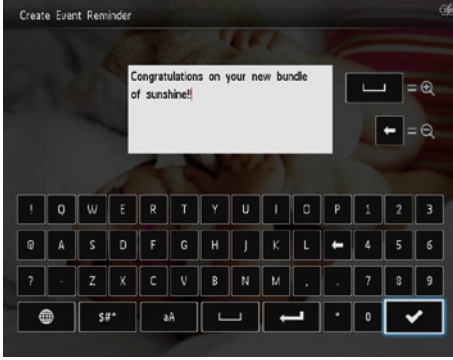 Create Event Reminder
Congratulations on your new bundle
of sunshine!!
=
=
! Q W E R T Y U I O P 1 2 3
@ A S D F G H J K L 4 5 6
? - Z X C V B N M , . 7 8 9
$#* aA * 0